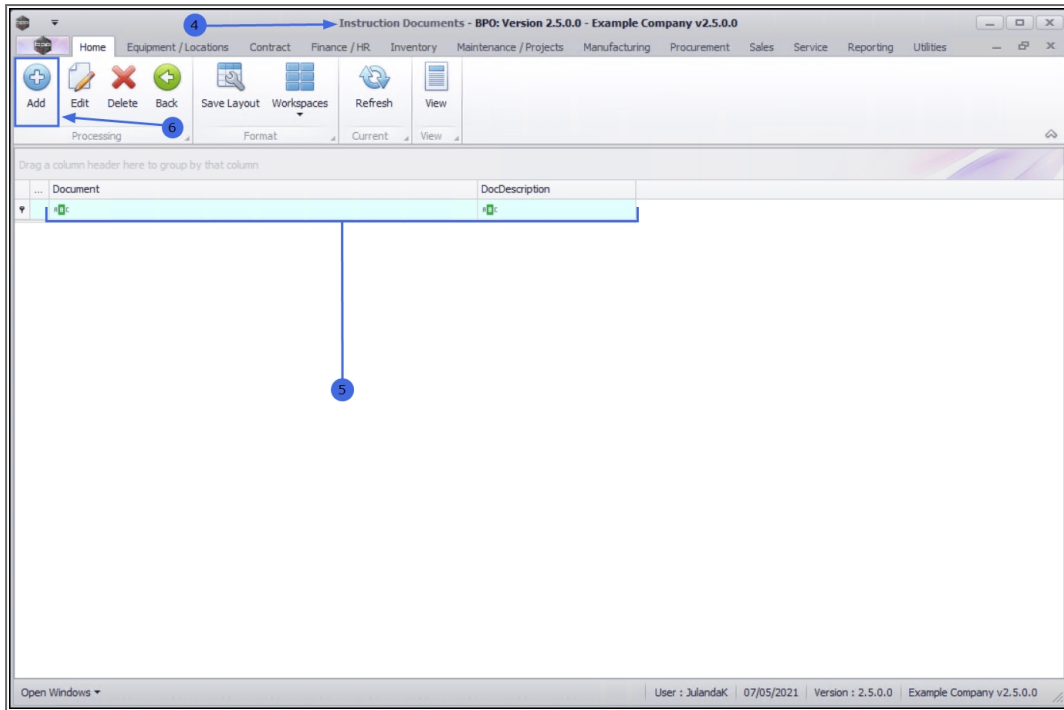 4
Instruction Documents - BPO: Version 2.5.0.0 - Example Company v2.5.0.0
Home Equipment / Locations Contract Finance / HR Inventory Maintenance / Projects Manufacturing Procurement Sales Service Reporting Utilities
Add Edit Delete Back Save Layout Workspaces Refresh View
6
Processing Format Current View
Drag a column header here to group by that column
... Document DocDescription
5
Open Windows User : JulandaK 07/05/2021 Version : 2.5.0.0 Example Company v2.5.0.0